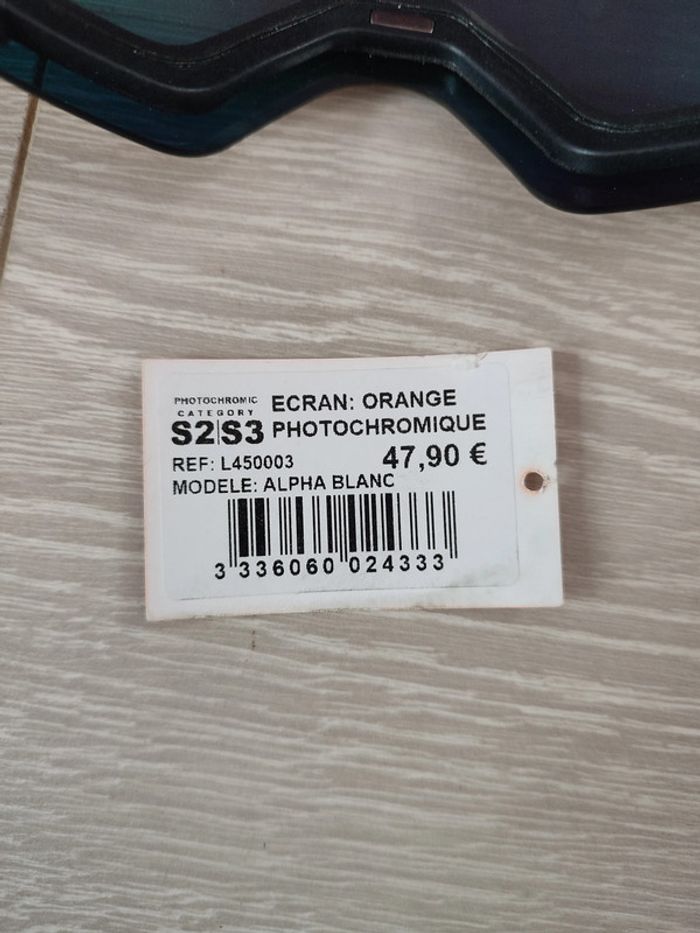 PHOTOCHROMIC
CATEGORY
S2|S3
ECRAN: ORANGE
PHOTOCHROMIQUE
REF: L450003
47,90 €
MODELE: ALPHA BLANC
3 336060 024333